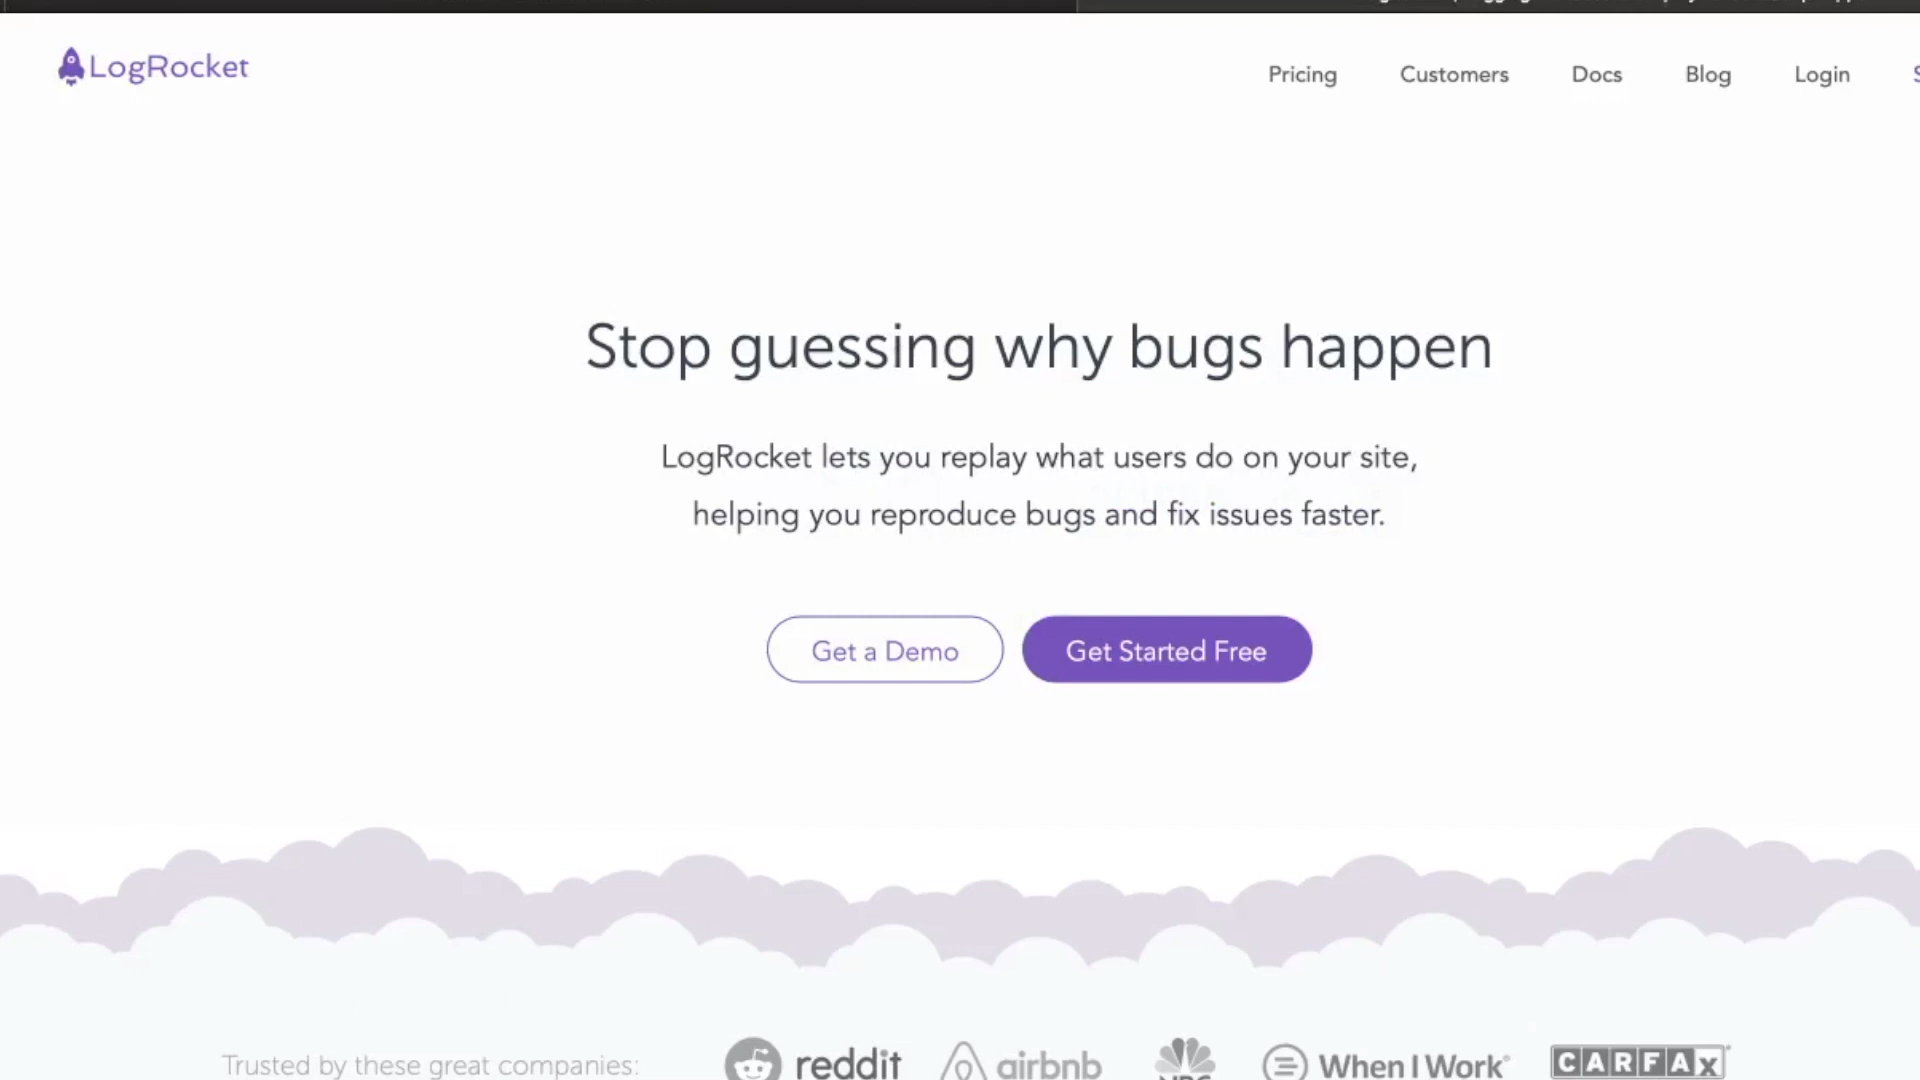 LogRocket
Pricing Customers Docs Blog Login
Stop guessing why bugs happen
LogRocket lets you replay what users do on your site,
helping you reproduce bugs and fix issues faster.
Get a Demo Get Started Free
Trusted by these great companies: reddit airbnb NBC When I Work® CARFAX